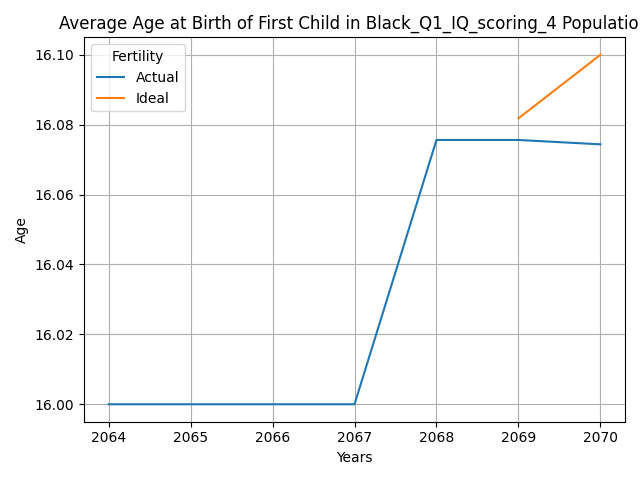 Average Age at Birth of First Child in Black_Q1_IQ_scoring_4 Populatio
Fertility
Actual
Ideal
16.10
16.08
16.06
16.04
16.02
16.00
Age
2064 2065 2066 2067 2068 2069 2070
Years